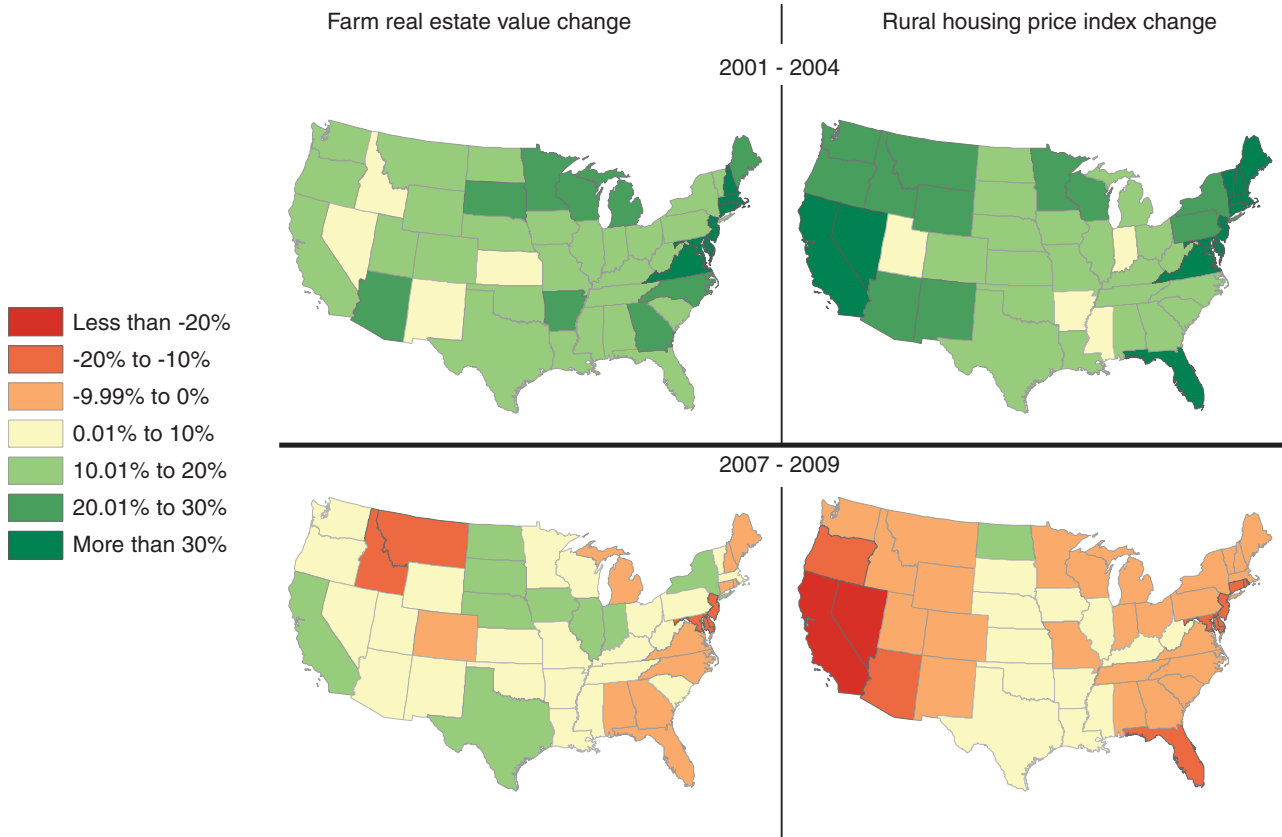 Farm real estate value change
Rural housing price index change
2001 - 2004
Less than -20%
-20% to -10%
-9.99% to 0%
0.01% to 10%
10.01% to 20%
20.01% to 30%
More than 30%
2007 - 2009